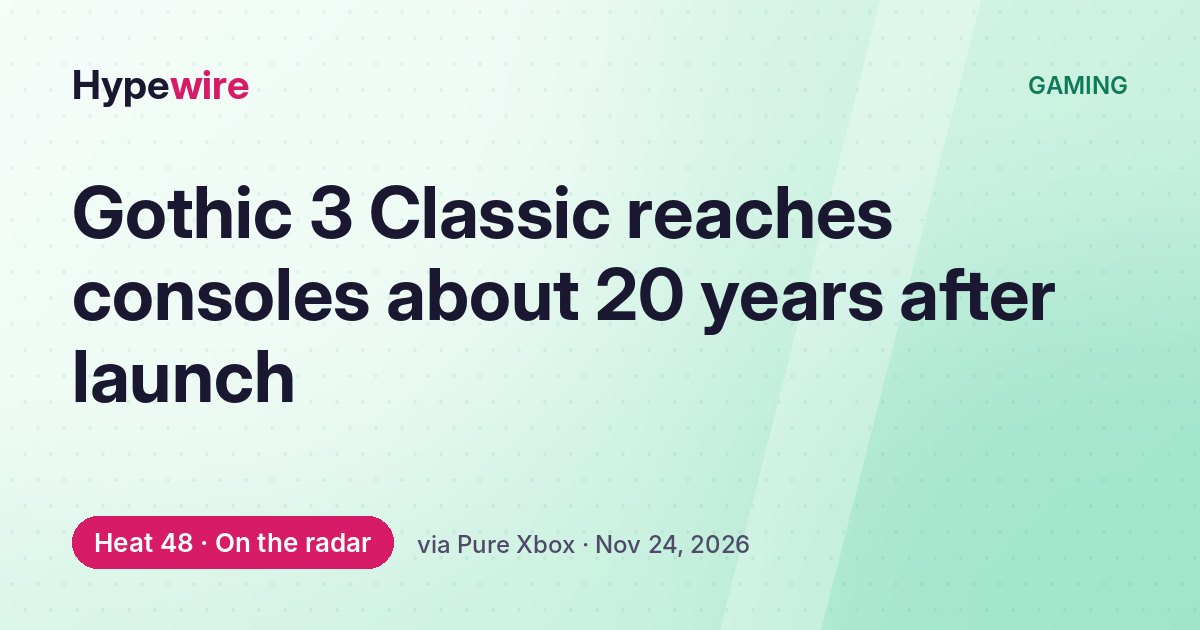 Hypewire
GAMING
Gothic 3 Classic reaches
consoles about 20 years after
launch
Heat 48 · On the radar
via Pure Xbox · Nov 24, 2026